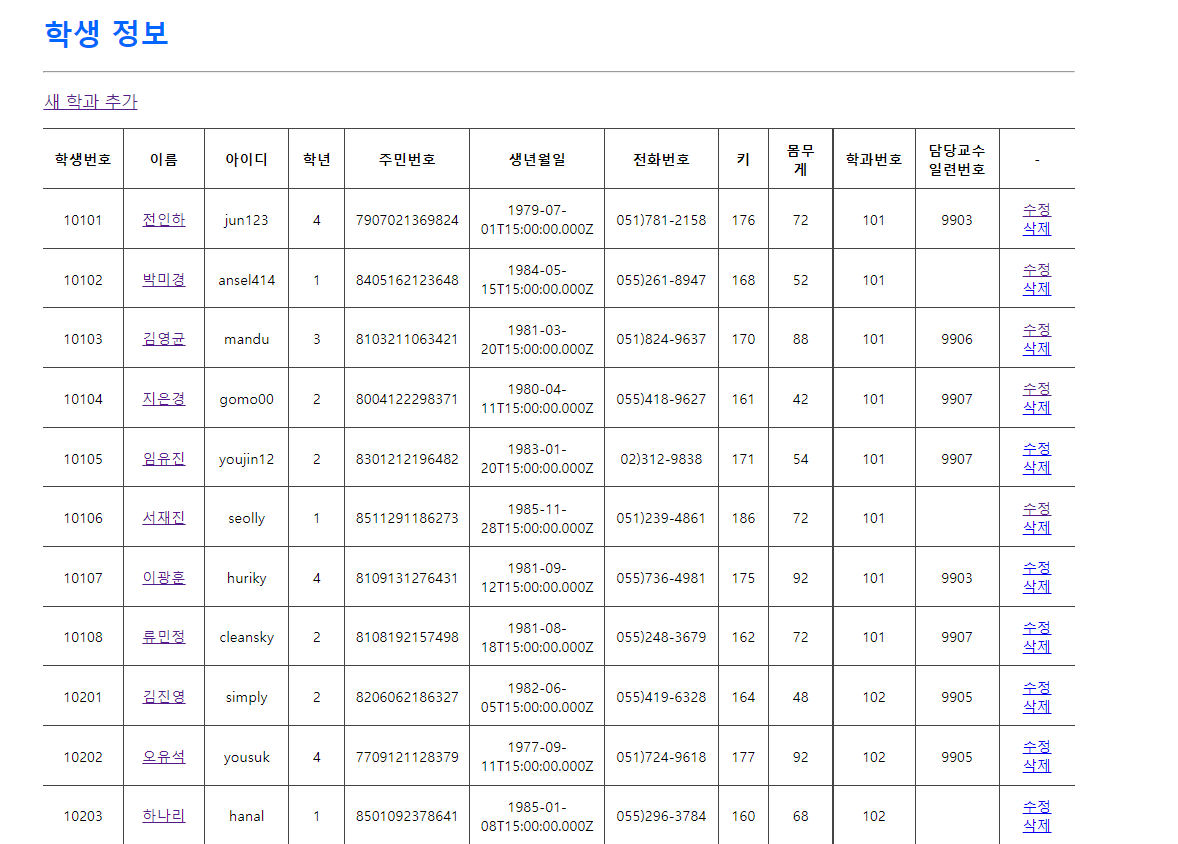 학생 정보
새 학과 추가
학생번호 이름 아이디 학년 주민번호 생년월일 전화번호 키 몸무게 학과번호 담당교수 일련번호 -
10101 전인하 jun123 4 7907021369824 1979-07-01T15:00:00.000Z 051)781-2158 176 72 101 9903 수정 삭제
10102 박미경 ansel414 1 8405162123648 1984-05-15T15:00:00.000Z 055)261-8947 168 52 101 수정 삭제
10103 김영균 mandu 3 8103211063421 1981-03-20T15:00:00.000Z 051)824-9637 170 88 101 9906 수정 삭제
10104 지은경 gomo00 2 8004122298371 1980-04-11T15:00:00.000Z 055)418-9627 161 42 101 9907 수정 삭제
10105 임유진 youjin12 2 8301212196482 1983-01-20T15:00:00.000Z 02)312-9838 171 54 101 9907 수정 삭제
10106 서재진 seolly 1 8511291186273 1985-11-28T15:00:00.000Z 051)239-4861 186 72 101 수정 삭제
10107 이광훈 huriky 4 8109131276431 1981-09-12T15:00:00.000Z 055)736-4981 175 92 101 9903 수정 삭제
10108 류민정 cleansky 2 8108192157498 1981-08-18T15:00:00.000Z 055)248-3679 162 72 101 9907 수정 삭제
10201 김진영 simply 2 8206062186327 1982-06-05T15:00:00.000Z 055)419-6328 164 48 102 9905 수정 삭제
10202 오유석 yousuk 4 7709121128379 1977-09-11T15:00:00.000Z 051)724-9618 177 92 102 9905 수정 삭제
10203 하나리 hanal 1 8501092378641 1985-01-08T15:00:00.000Z 055)296-3784 160 68 102 수정 삭제